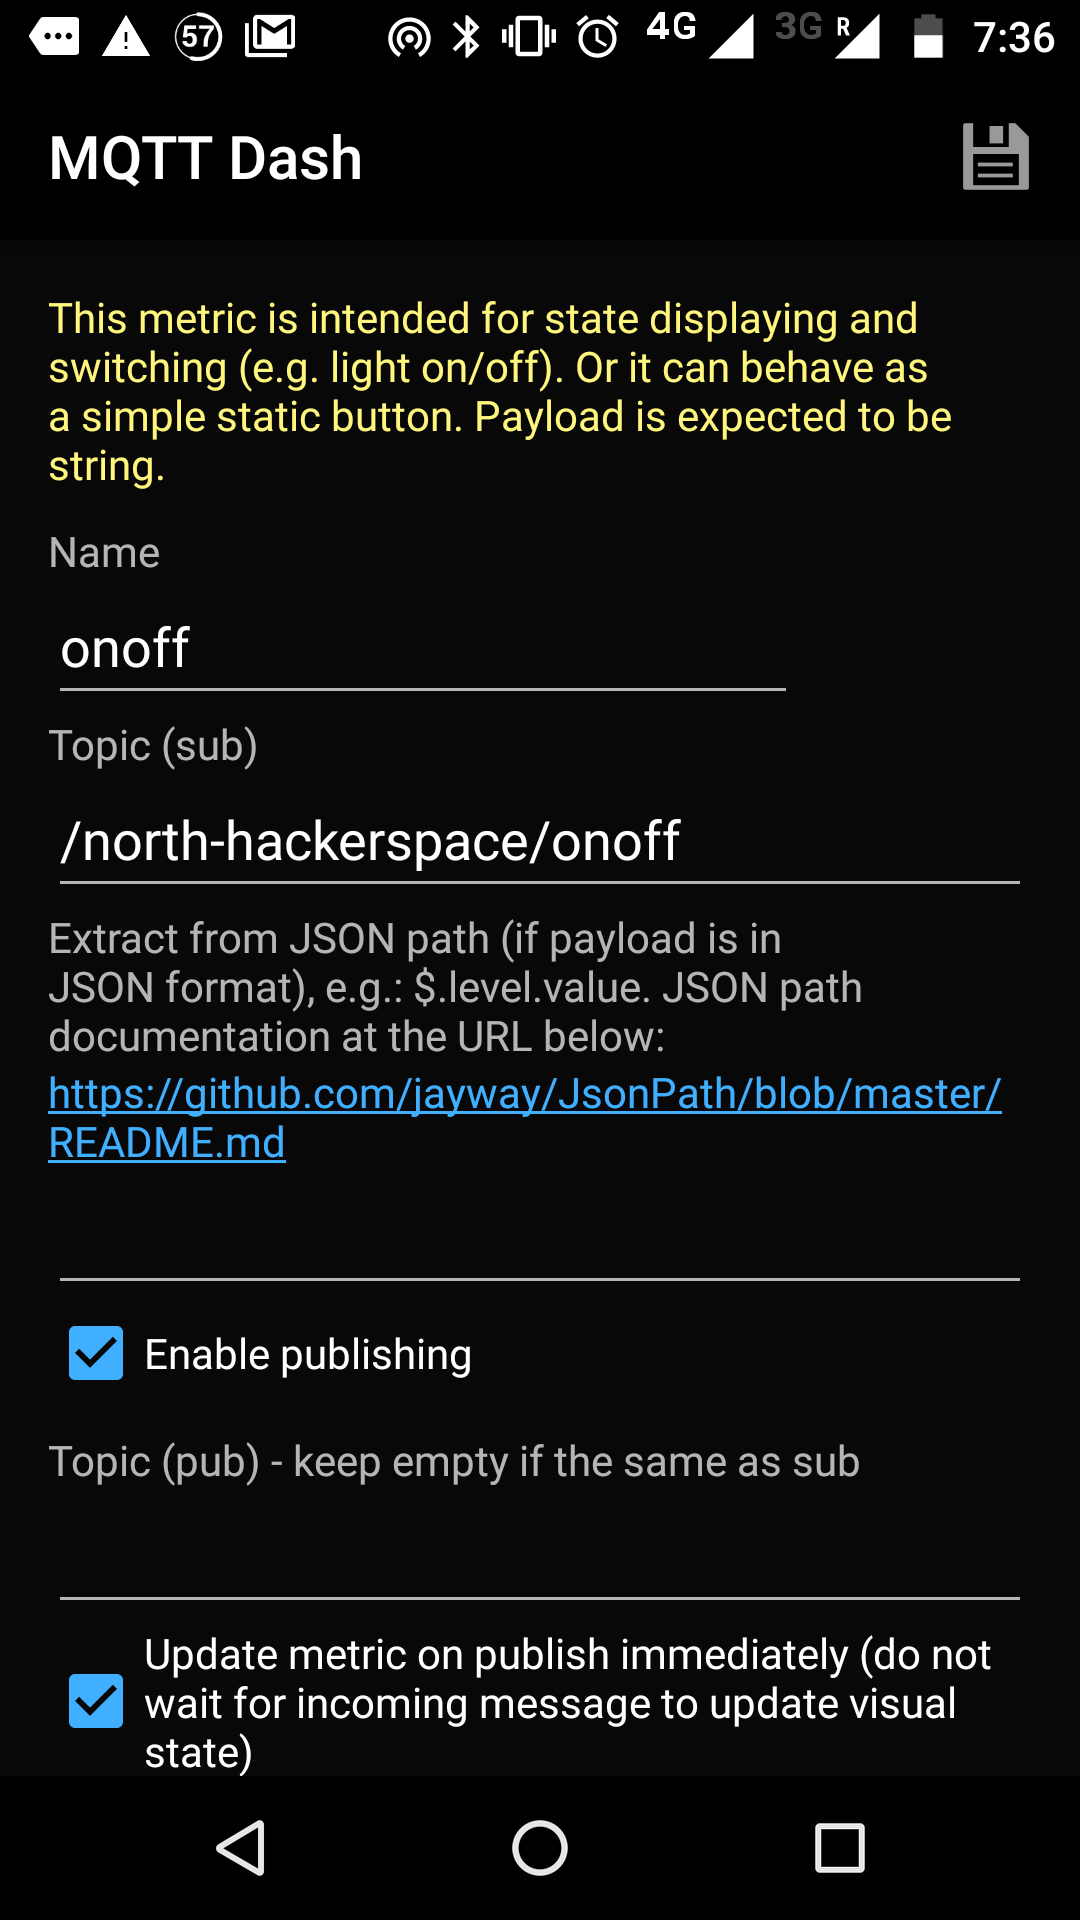 57 4G 3G R 7:36
MQTT Dash
This metric is intended for state displaying and
switching (e.g. light on/off). Or it can behave as
a simple static button. Payload is expected to be
string.
Name
onoff
Topic (sub)
/north-hackerspace/onoff
Extract from JSON path (if payload is in
JSON format), e.g.: $.level.value. JSON path
documentation at the URL below:
https://github.com/jayway/JsonPath/blob/master/
README.md
Enable publishing
Topic (pub) - keep empty if the same as sub
Update metric on publish immediately (do not
wait for incoming message to update visual
state)